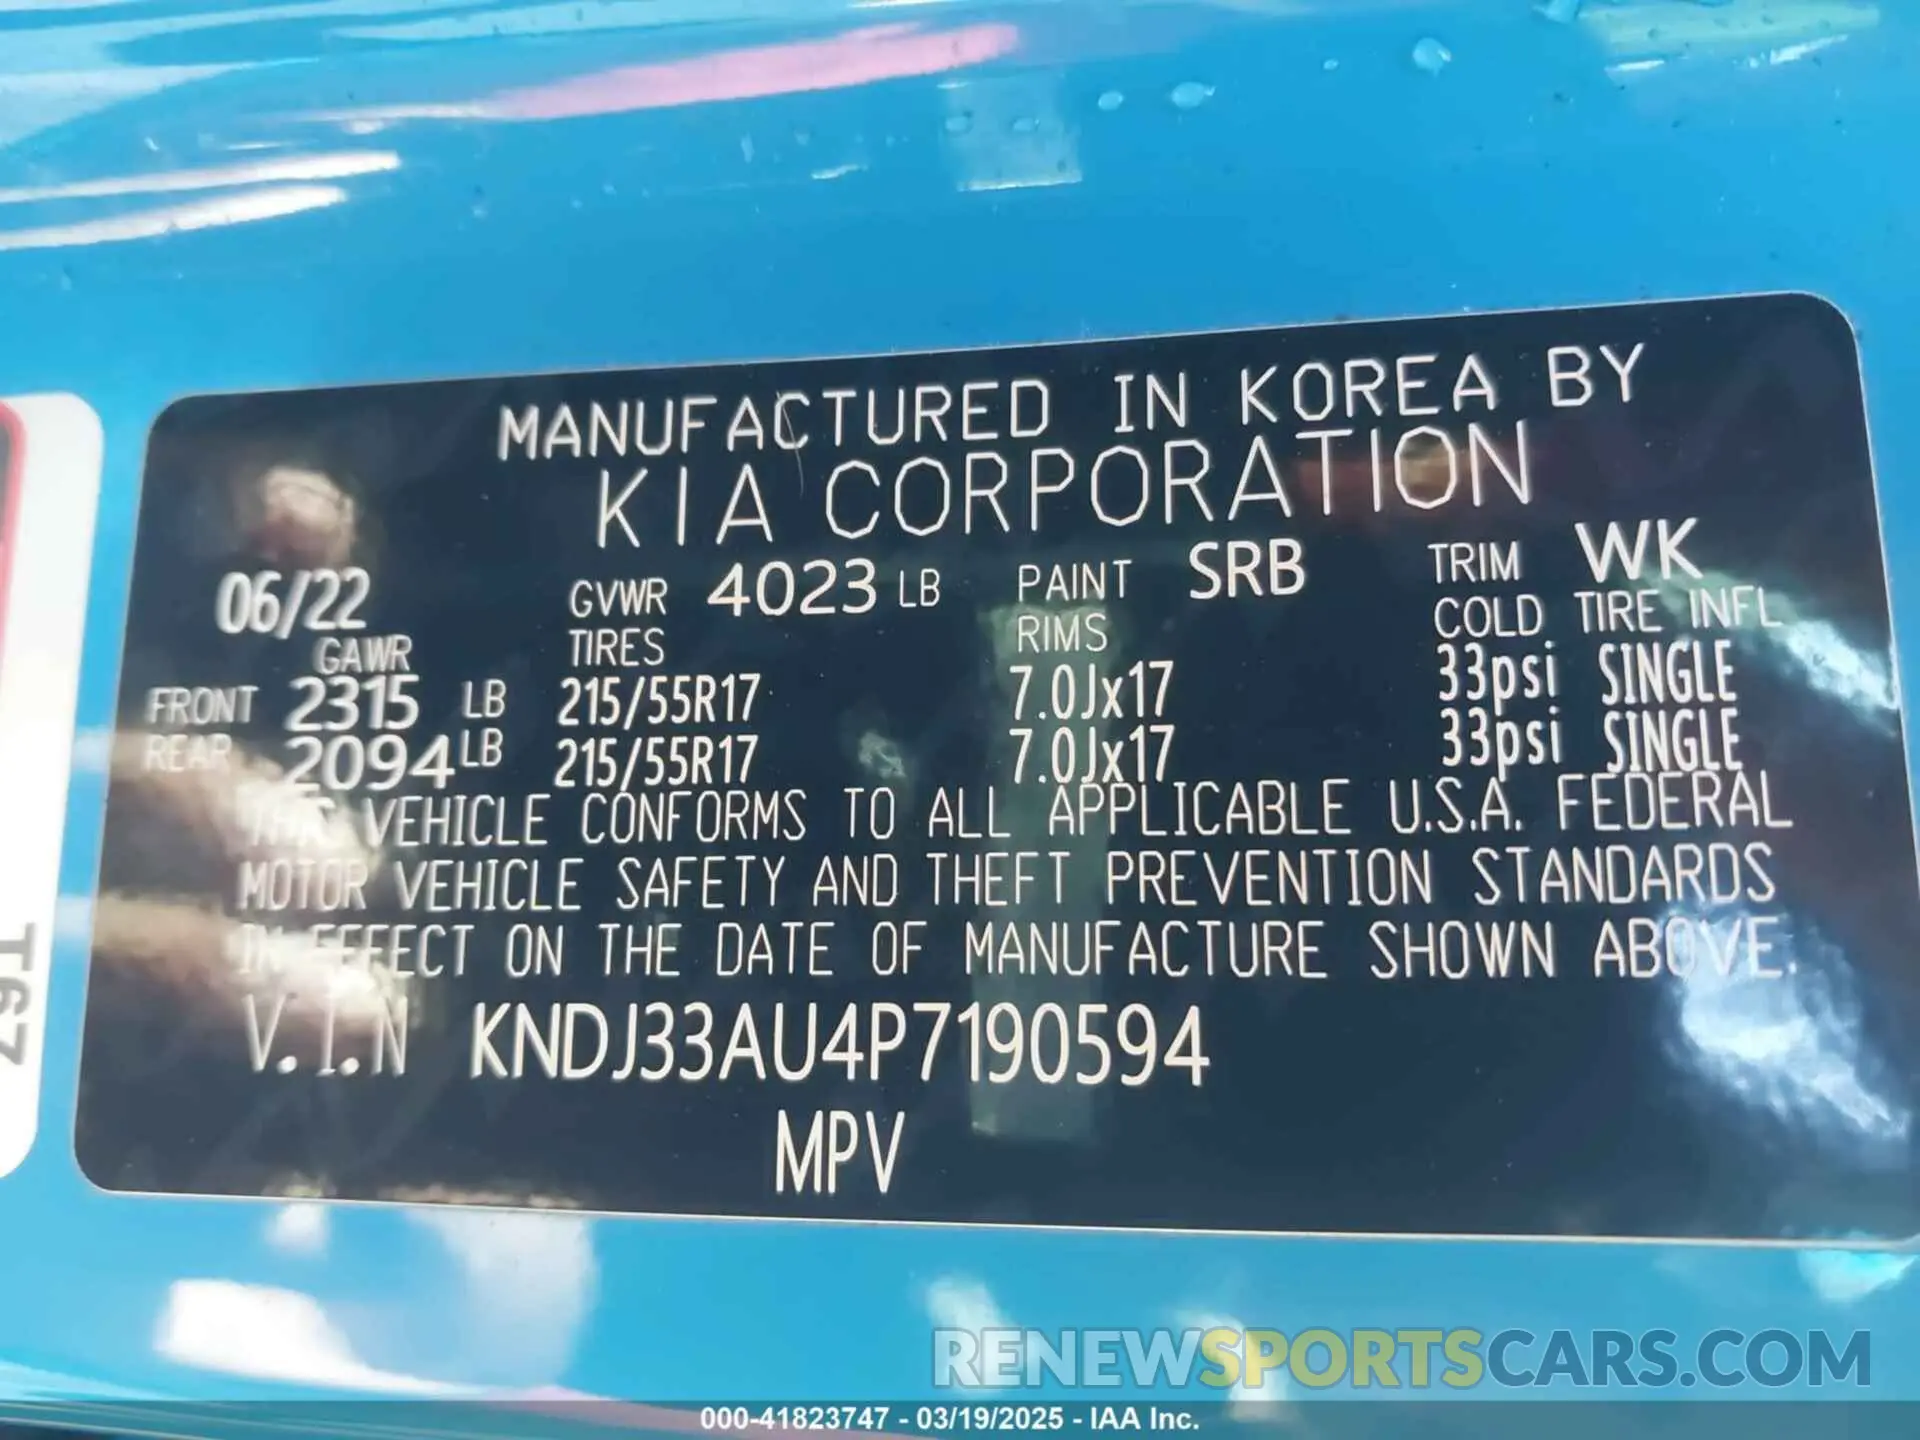 MANUFACTURED IN KOREA BY
KIA CORPORATION
06/22 GVWR 4023 LB PAINT SRB TRIM WK
GAWR TIRES RIMS COLD TIRE INFL
FRONT 2315 LB 215/55R17 7.0Jx17 33psi SINGLE
REAR 2094 LB 215/55R17 7.0Jx17 33psi SINGLE
THIS VEHICLE CONFORMS TO ALL APPLICABLE U.S.A. FEDERAL
MOTOR VEHICLE SAFETY AND THEFT PREVENTION STANDARDS
IN EFFECT ON THE DATE OF MANUFACTURE SHOWN ABOVE.
V.I.N KNDJ33AU4P7190594
MPV
RENEWSPORTSCARS.COM
000-41823747 - 03/19/2025 - IAA Inc.